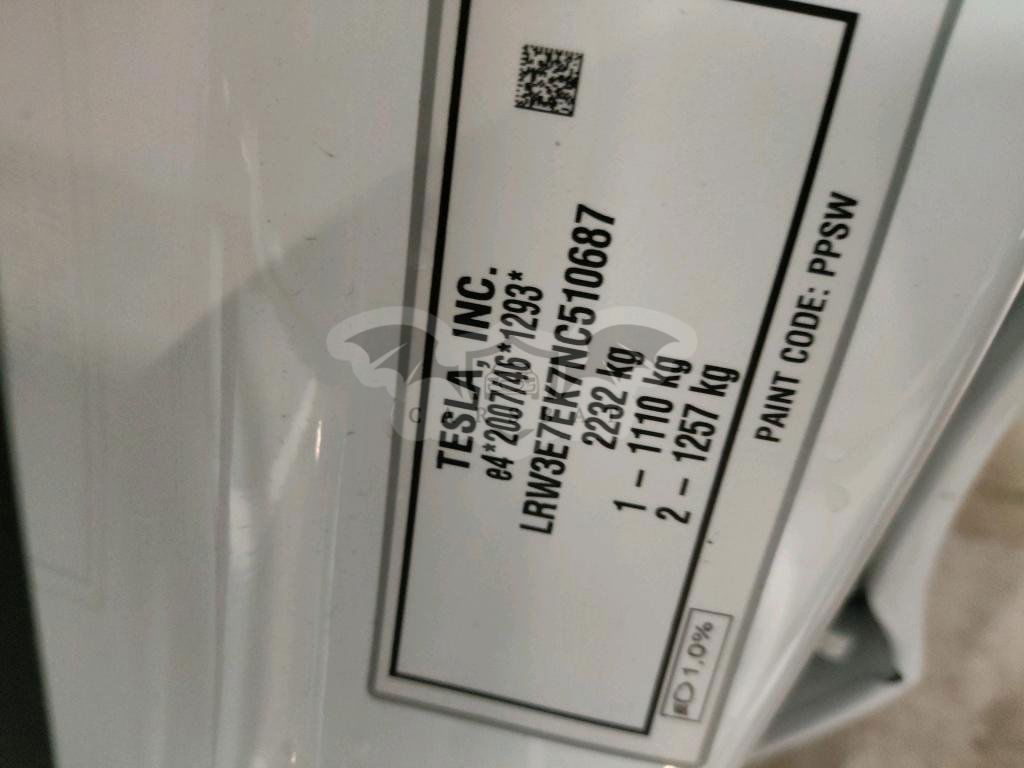 TESLA, INC.
e4*2007/46*1293*
LRW3E7EK7NC510687
2232 kg
1 – 1110 kg
2 – 1257 kg
PAINT CODE: PPSW
1.0%